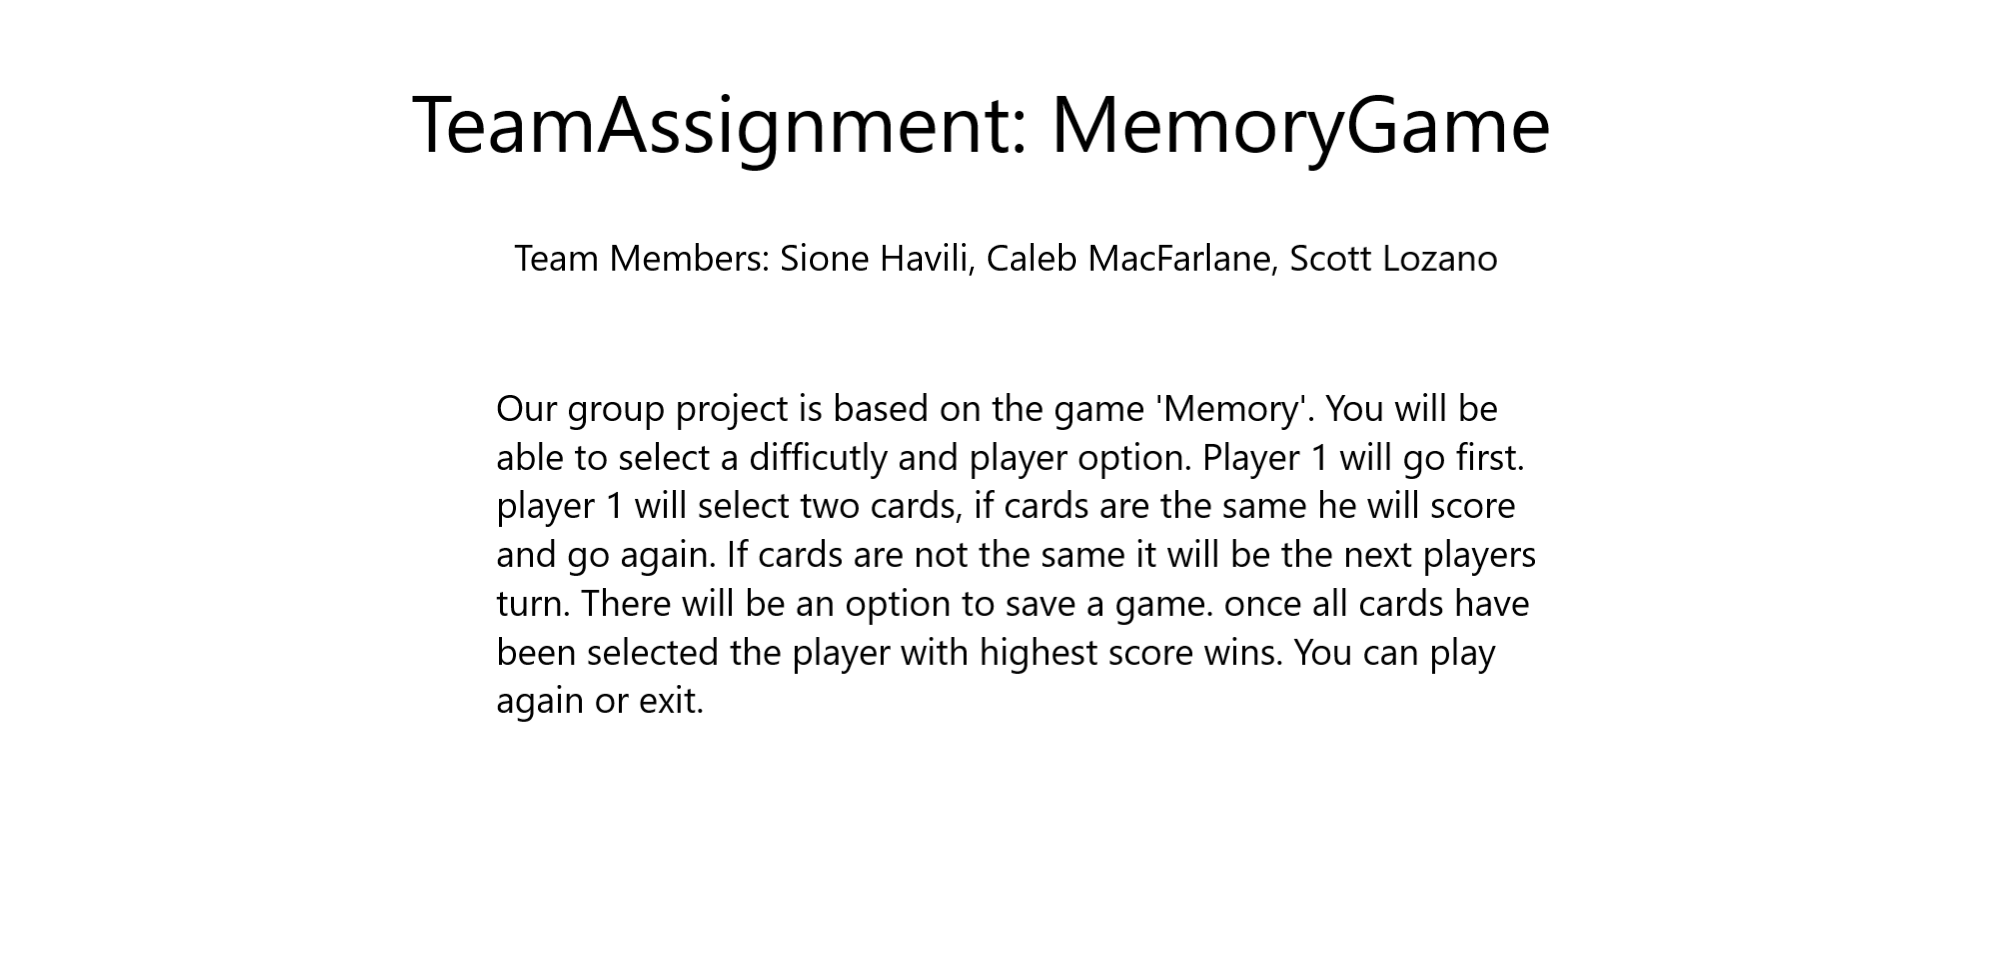 TeamAssignment: MemoryGame
Team Members: Sione Havili, Caleb MacFarlane, Scott Lozano
Our group project is based on the game 'Memory'. You will be
able to select a difficutly and player option. Player 1 will go first.
player 1 will select two cards, if cards are the same he will score
and go again. If cards are not the same it will be the next players
turn. There will be an option to save a game. once all cards have
been selected the player with highest score wins. You can play
again or exit.